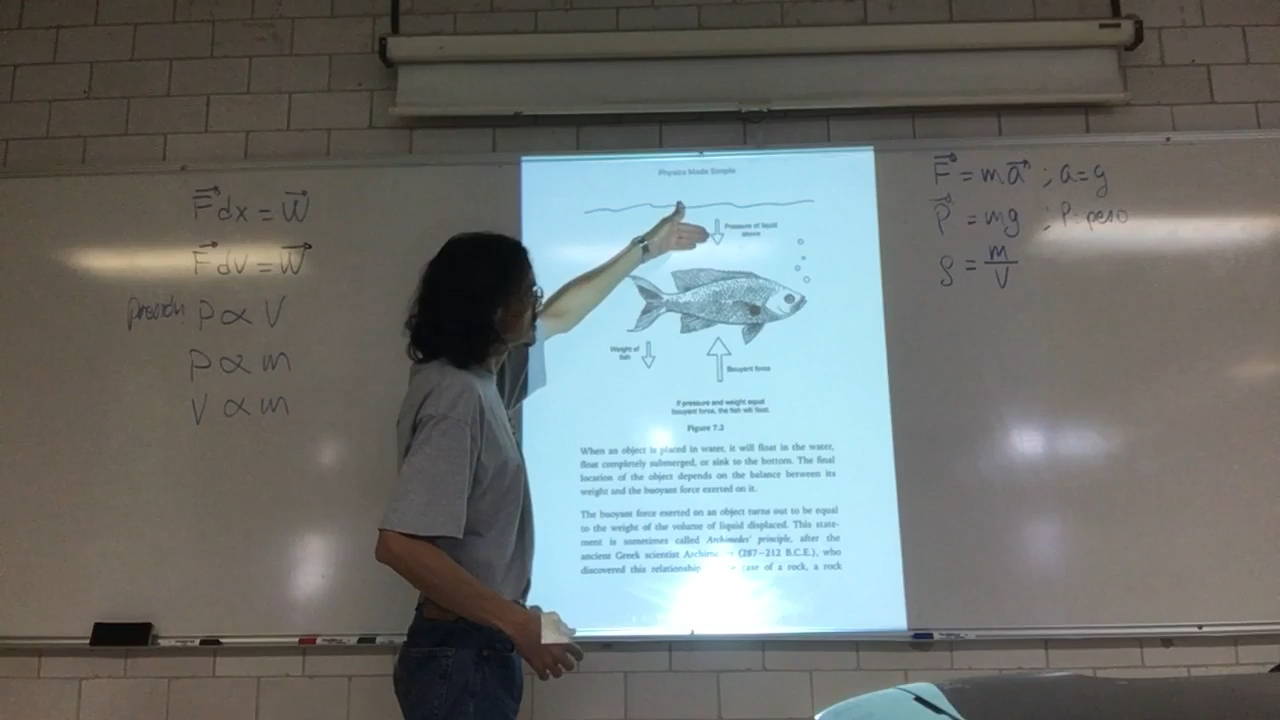 F⃗dx = W⃗
F⃗dv = W⃗
P ∝ V
P ∝ m
V ∝ m
Physics Made Simple
Pressure of liquid
above
Weight of
fish
Bouyant force
If pressure and weight equal
bouyant force, the fish will float.
Figure 7.2
When an object is placed in water, it will float in the water,
float completely submerged, or sink to the bottom. The final
location of the object depends on the balance between its
weight and the buoyant force exerted on it.
The buoyant force exerted on an object turns out to be equal
to the weight of the volume of liquid displaced. This state-
ment is sometimes called Archimedes' principle, after the
ancient Greek scientist (287–212 B.C.E.), who
discovered this relationship case of a rock, a rock
F⃗ = ma⃗ ; a=g
P⃗ = mg ; P: peso
ρ = m/V